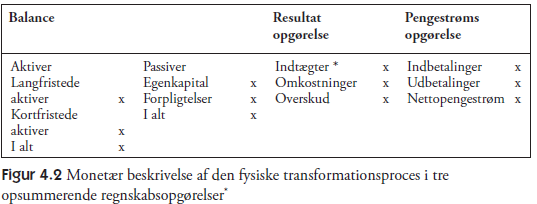 Balance Resultat Pengestrøms
opgørelse opgørelse
Aktiver Passiver Indtægter * x Indbetalinger x
Langfristede Egenkapital x Omkostninger x Udbetalinger x
aktiver x Forpligtelser x Overskud x Nettopengestrøm x
Kortfristede I alt x
aktiver x
I alt x
Figur 4.2 Monetær beskrivelse af den fysiske transformationsproces i tre
opsummerende regnskabsopgørelser*